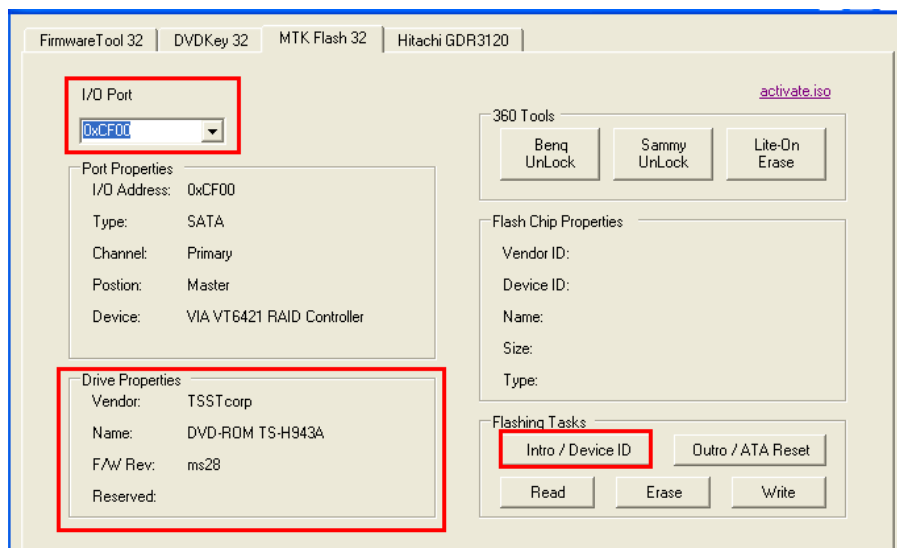 FirmwareTool 32 DVDKey 32 MTK Flash 32 Hitachi GDR3120
I/O Port
0xCF00
Port Properties
I/O Address: 0xCF00
Type: SATA
Channel: Primary
Postion: Master
Device: VIA VT6421 RAID Controller
Drive Properties
Vendor: TSSTcorp
Name: DVD-ROM TS-H943A
F/W Rev: ms28
Reserved:
activate.iso
360 Tools
Benq UnLock
Sammy UnLock
Lite-On Erase
Flash Chip Properties
Vendor ID:
Device ID:
Name:
Size:
Type:
Flashing Tasks
Intro / Device ID Outro / ATA Reset
Read Erase Write